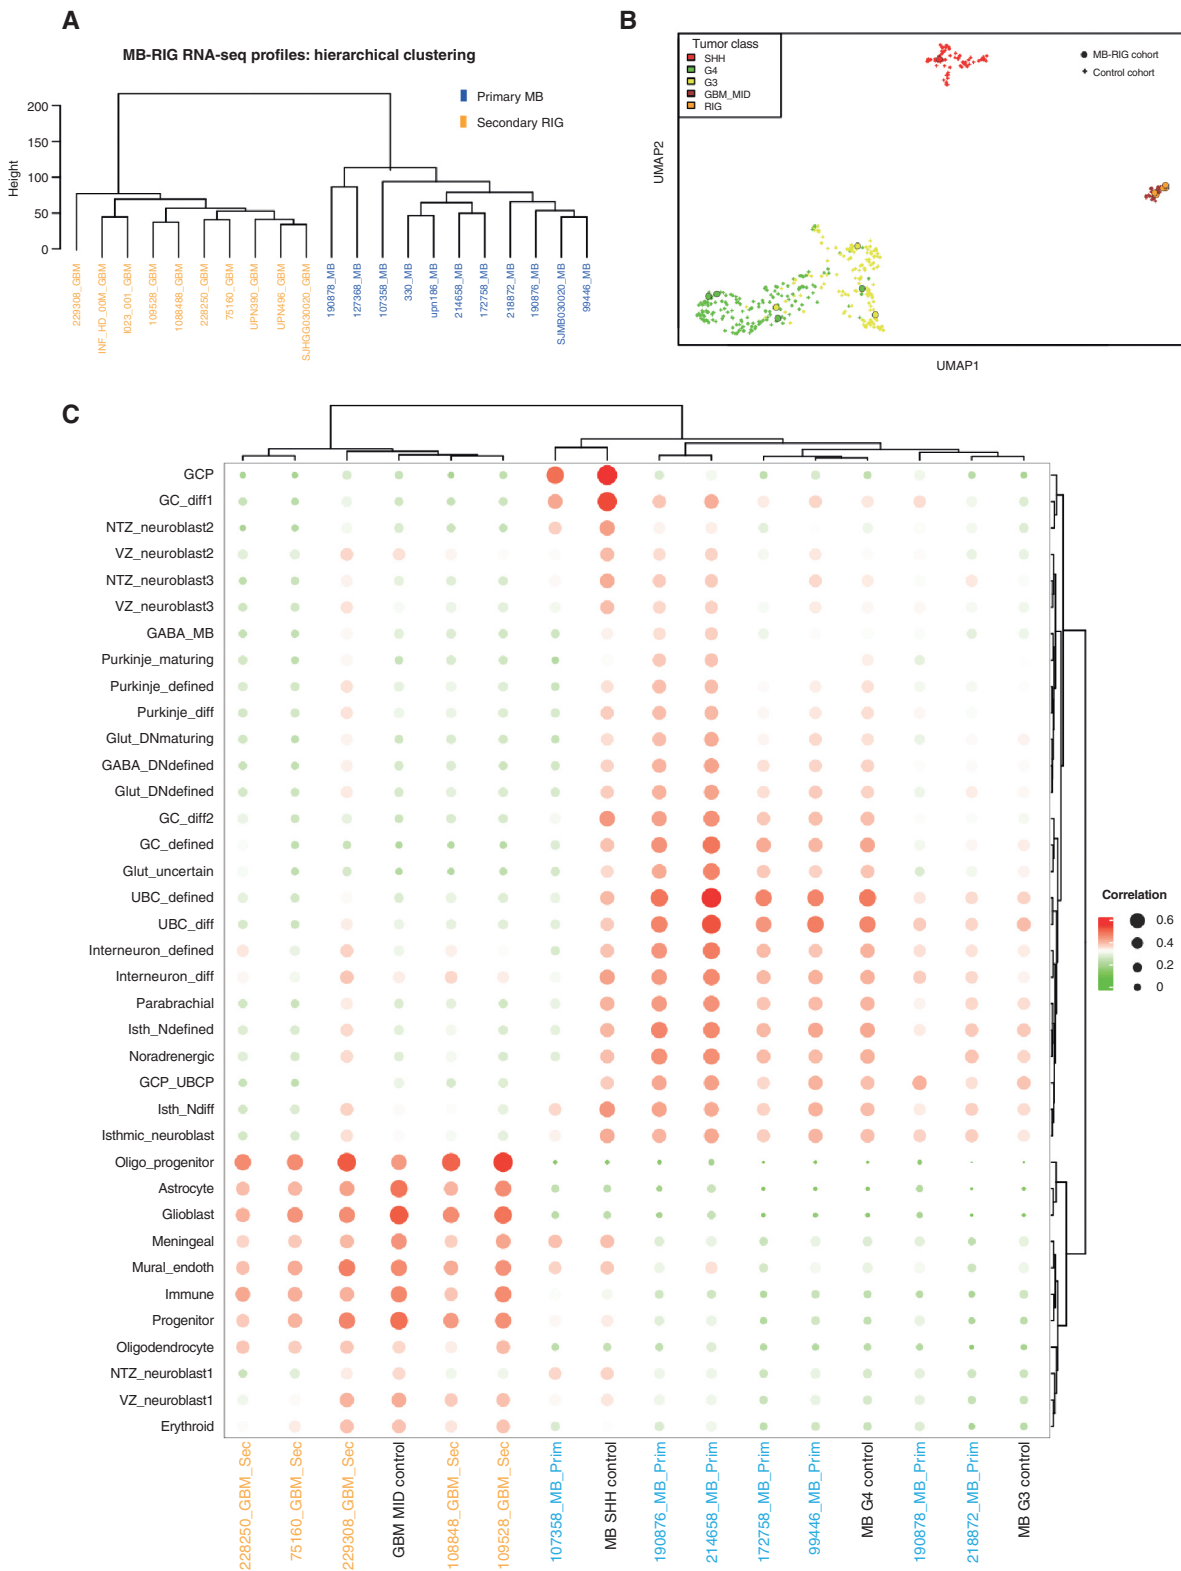 A
MB-RIG RNA-seq profiles: hierarchical clustering
Primary MB
Secondary RIG
Height
200
150
100
50
0
229308_GBM
INF_HD_00M_GBM
I023_001_GBM
109528_GBM
1088488_GBM
228250_GBM
75160_GBM
UPN390_GBM
UPN496_GBM
SJHGG030020_GBM
190878_MB
127368_MB
107358_MB
330_MB
upn186_MB
214658_MB
172758_MB
218872_MB
190876_MB
SJMB030020_MB
99446_MB
B
Tumor class
SHH
G4
G3
GBM_MID
RIG
MB-RIG cohort
Control cohort
UMAP2
UMAP1
C
GCP
GC_diff1
NTZ_neuroblast2
VZ_neuroblast2
NTZ_neuroblast3
VZ_neuroblast3
GABA_MB
Purkinje_maturing
Purkinje_defined
Purkinje_diff
Glut_DNmaturing
GABA_DNdefined
Glut_DNdefined
GC_diff2
GC_defined
Glut_uncertain
UBC_defined
UBC_diff
Interneuron_defined
Interneuron_diff
Parabrachial
Isth_Ndefined
Noradrenergic
GCP_UBCP
Isth_Ndiff
Isthmic_neuroblast
Oligo_progenitor
Astrocyte
Glioblast
Meningeal
Mural_endoth
Immune
Progenitor
Oligodendrocyte
NTZ_neuroblast1
VZ_neuroblast1
Erythroid
Correlation
0.6
0.4
0.2
0
228250_GBM_Sec
75160_GBM_Sec
229308_GBM_Sec
GBM MID control
108848_GBM_Sec
109528_GBM_Sec
107358_MB_Prim
MB SHH control
190876_MB_Prim
214658_MB_Prim
172758_MB_Prim
99446_MB_Prim
MB G4 control
190878_MB_Prim
218872_MB_Prim
MB G3 control